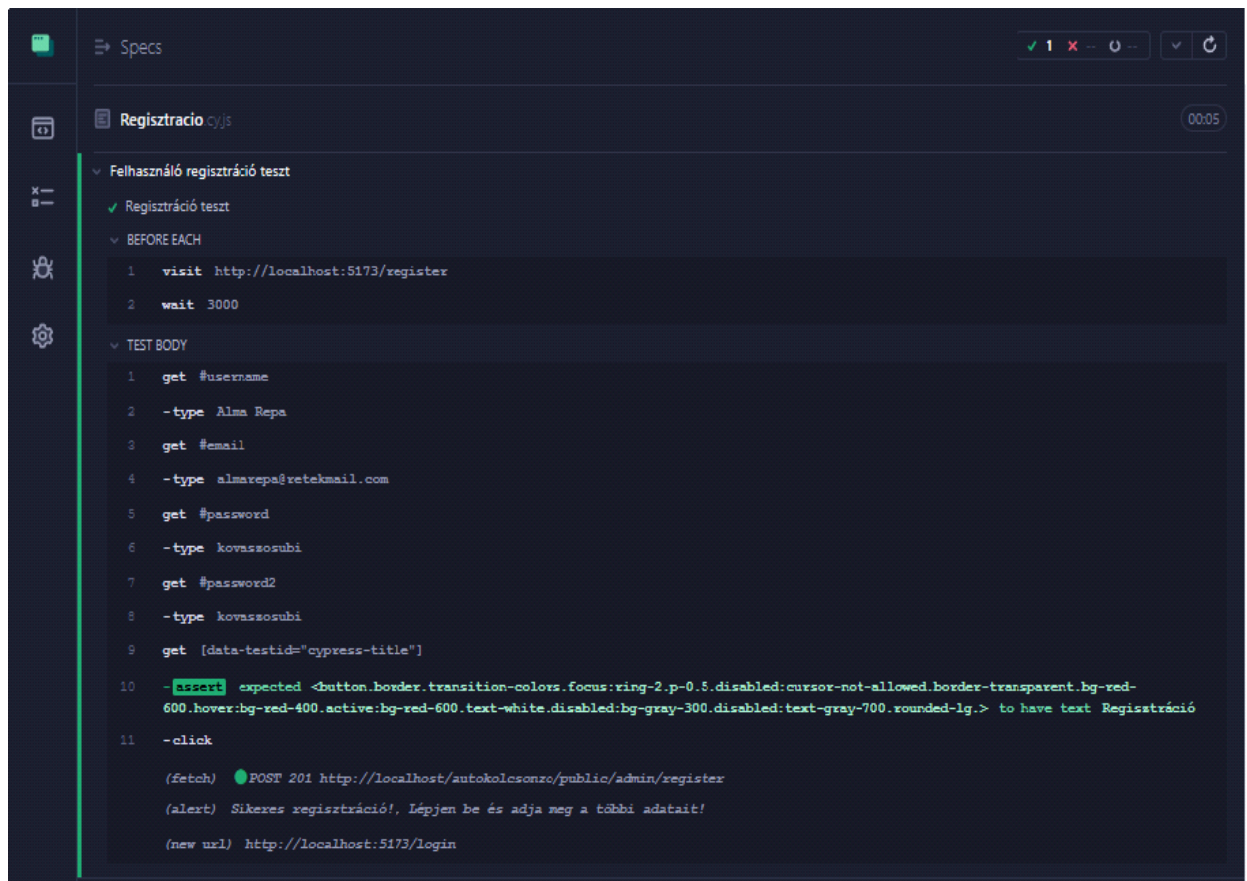 Specs
✓ 1 × -- --
Regisztracio.cy.js
00:05
Felhasználó regisztráció teszt
✓ Regisztráció teszt
BEFORE EACH
1 visit http://localhost:5173/register
2 wait 3000
TEST BODY
1 get #username
2 -type Alma Repa
3 get #email
4 -type almarepa@retekmail.com
5 get #password
6 -type kovaszosubi
7 get #password2
8 -type kovaszosubi
9 get [data-testid="cypress-title"]
10 -assert expected <button.border.transition-colors.focus:ring-2.p-0.5.disabled:cursor-not-allowed.border-transparent.bg-red-
600.hover:bg-red-400.active:bg-red-600.text-white.disabled:bg-gray-300.disabled:text-gray-700.rounded-lg.> to have text Regisztráció
11 -click
(fetch) POST 201 http://localhost/autokolcsonzo/public/admin/register
(alert) Sikeres regisztráció!, Lépjen be és adja meg a többi adatait!
(new url) http://localhost:5173/login